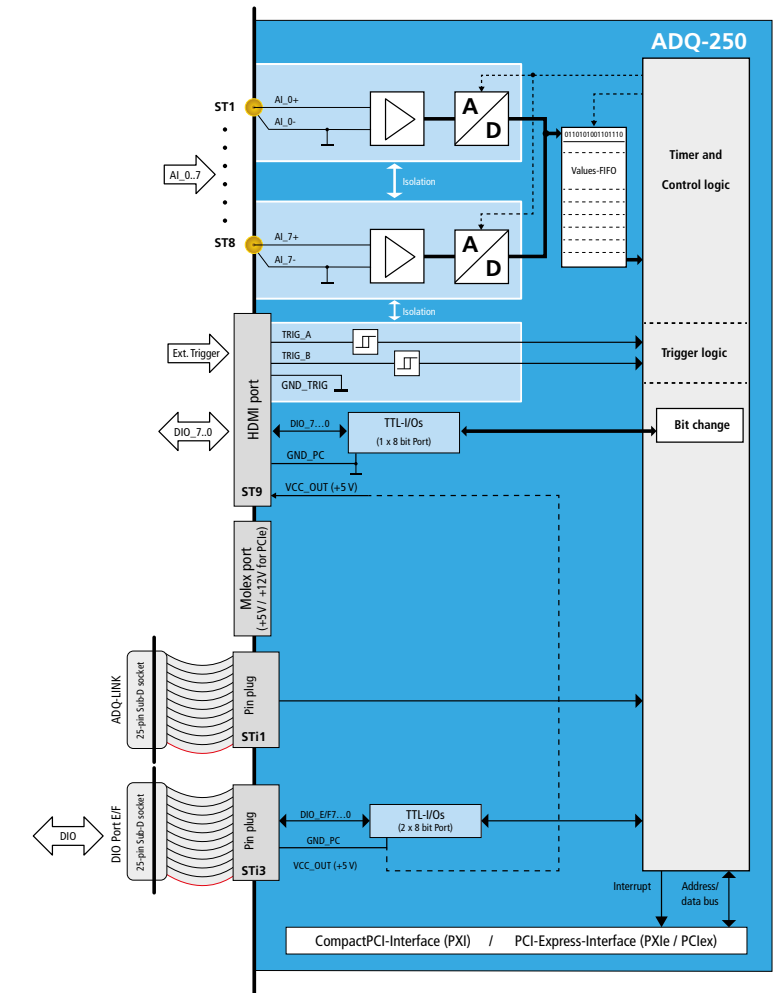 ADQ-250
ST1
AI_0+
AI_0-
A
D
0110101001101110
Values-FIFO
Timer and
Control logic
AI_0..7
Isolation
ST8
AI_7+
AI_7-
A
D
Isolation
Ext. Trigger
HDMI port
TRIG_A
TRIG_B
GND_TRIG
Trigger logic
DIO_7..0
DIO_7...0
TTL-I/Os
(1 x 8 bit Port)
Bit change
GND_PC
ST9
VCC_OUT (+5 V)
Molex port
(+5V / +12V for PCIe)
ADQ-LINK
25-pin Sub-D socket
Pin plug
STi1
DIO
DIO Port E/F
25-pin Sub-D socket
Pin plug
STi3
DIO_E/F7...0
TTL-I/Os
(2 x 8 bit Port)
GND_PC
VCC_OUT (+5 V)
Interrupt
Address/
data bus
CompactPCI-Interface (PXI) / PCI-Express-Interface (PXIe / PCIex)